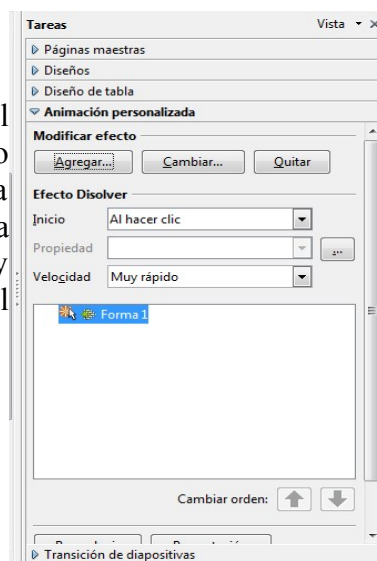 Tareas Vista
Páginas maestras
Diseños
Diseño de tabla
Animación personalizada
Modificar efecto
Agregar... Cambiar... Quitar
Efecto Disolver
Inicio Al hacer clic
Propiedad ...
Velocidad Muy rápido
Forma 1
Cambiar orden:
Transición de diapositivas